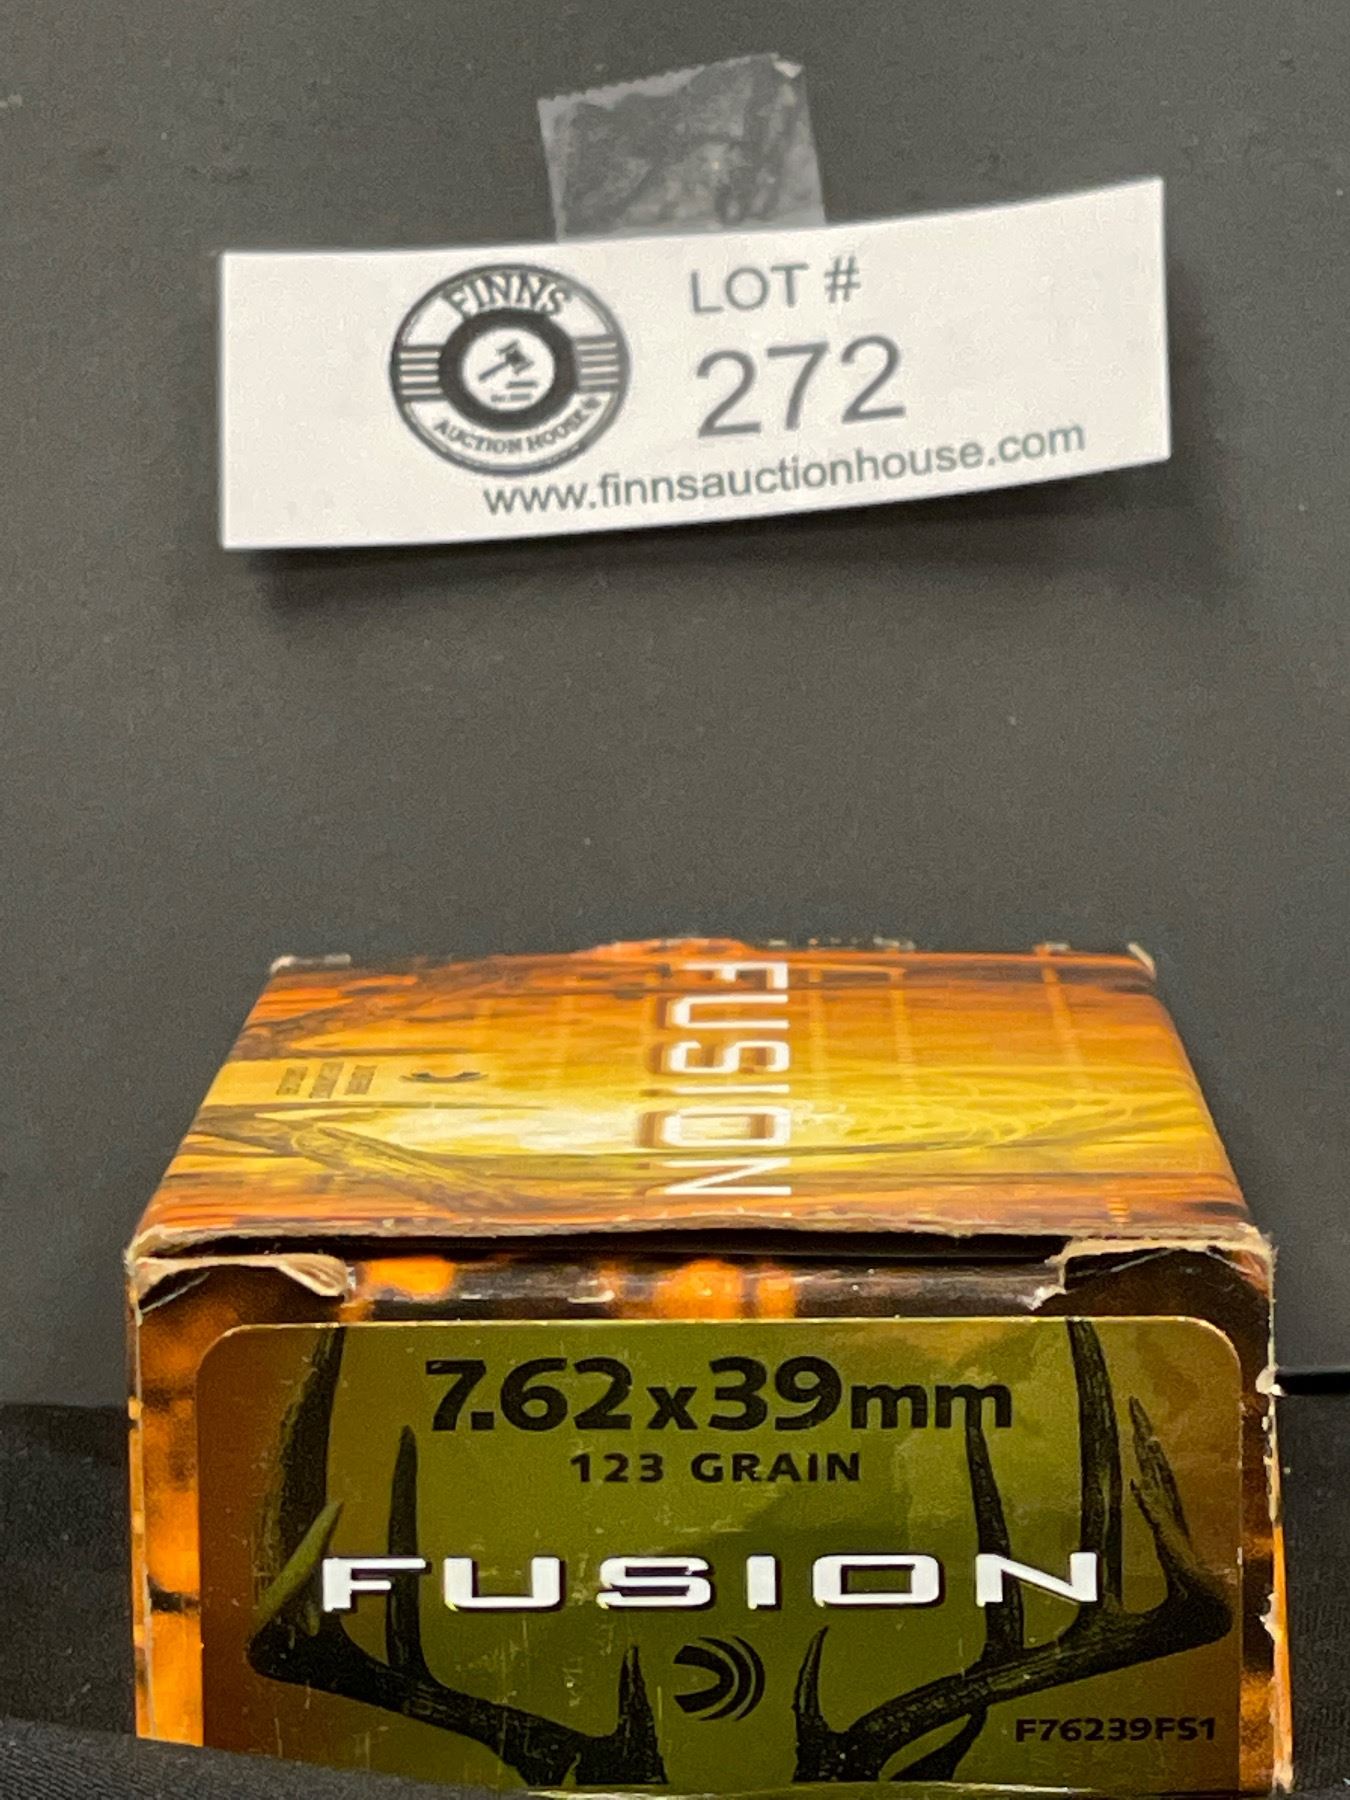 FINNS
AUCTION HOUSE
LOT #
272
www.finnsauctionhouse.com
FUSION
7.62x39mm
123 GRAIN
FUSION
F76239FS1